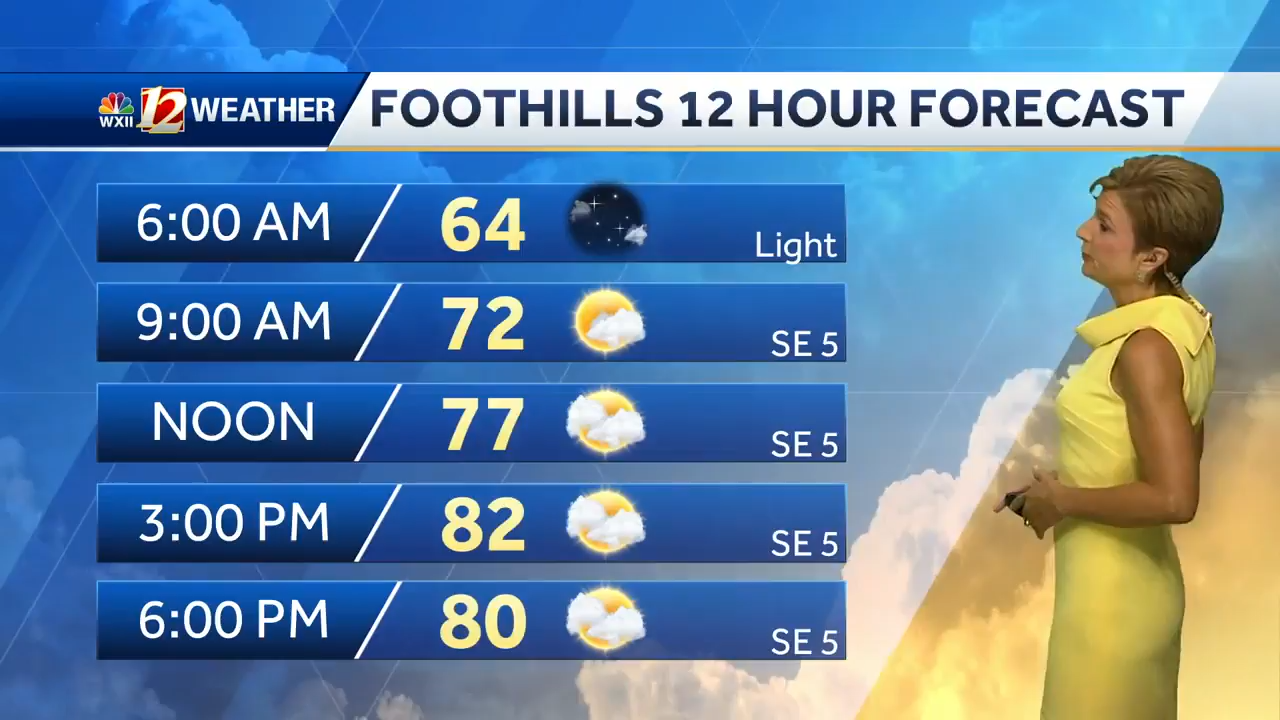 WXII 12 WEATHER
FOOTHILLS 12 HOUR FORECAST
6:00 AM 64 Light
9:00 AM 72 SE 5
NOON 77 SE 5
3:00 PM 82 SE 5
6:00 PM 80 SE 5